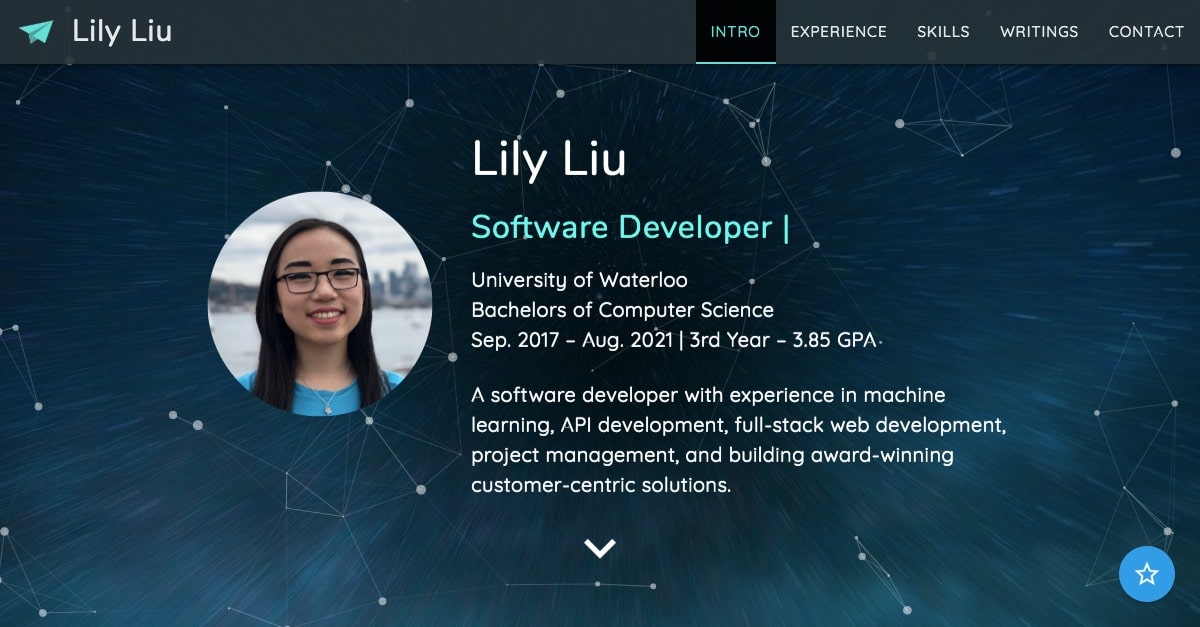 Lily Liu
INTRO EXPERIENCE SKILLS WRITINGS CONTACT
Lily Liu
Software Developer |
University of Waterloo
Bachelors of Computer Science
Sep. 2017 – Aug. 2021 | 3rd Year – 3.85 GPA
A software developer with experience in machine
learning, API development, full-stack web development,
project management, and building award-winning
customer-centric solutions.